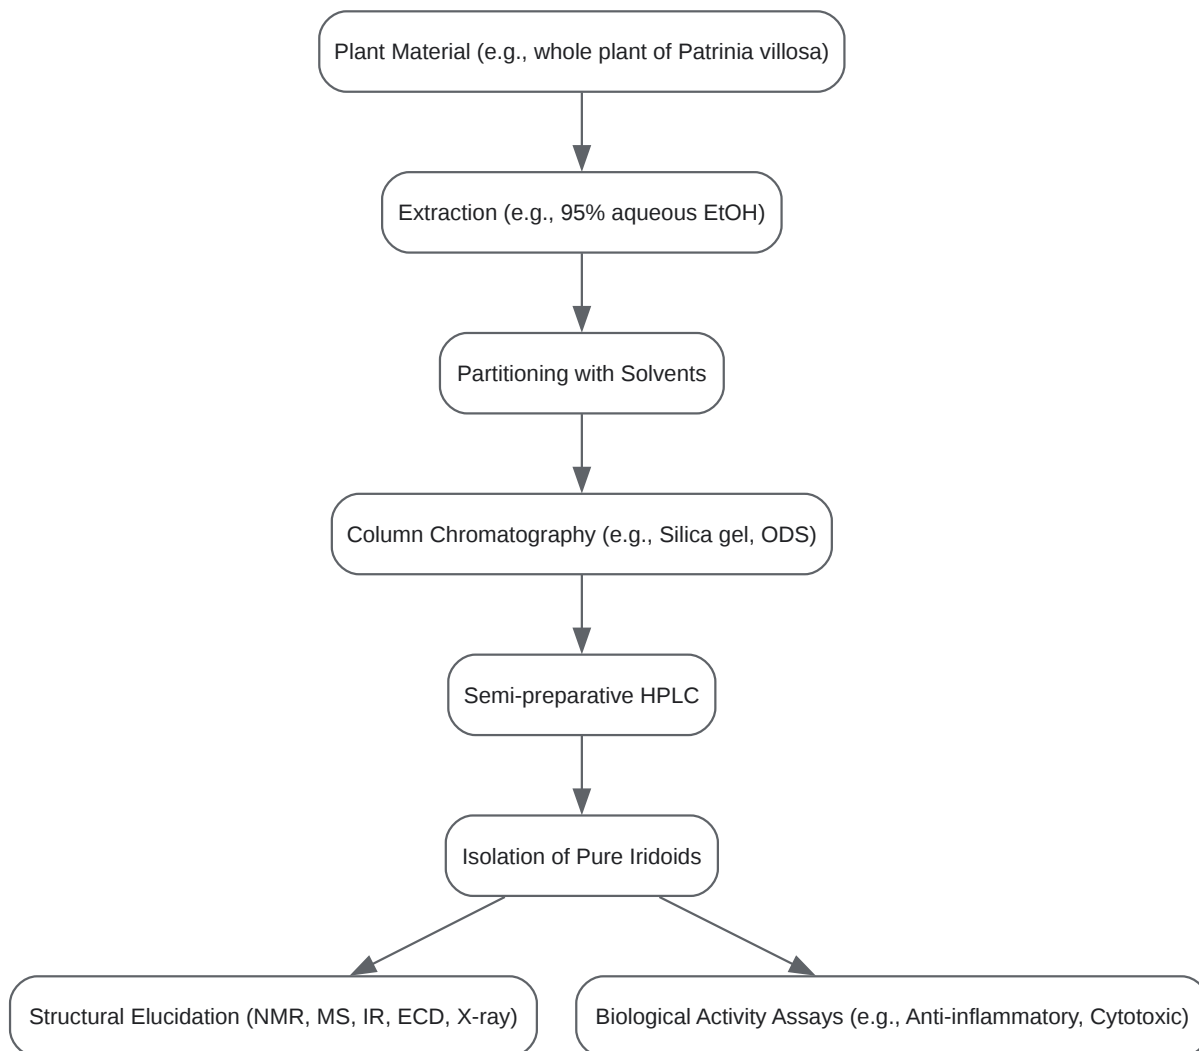 Plant Material (e.g., whole plant of Patrinia villosa)
Extraction (e.g., 95% aqueous EtOH)
Partitioning with Solvents
Column Chromatography (e.g., Silica gel, ODS)
Semi-preparative HPLC
Isolation of Pure Iridoids
Structural Elucidation (NMR, MS, IR, ECD, X-ray)
Biological Activity Assays (e.g., Anti-inflammatory, Cytotoxic)